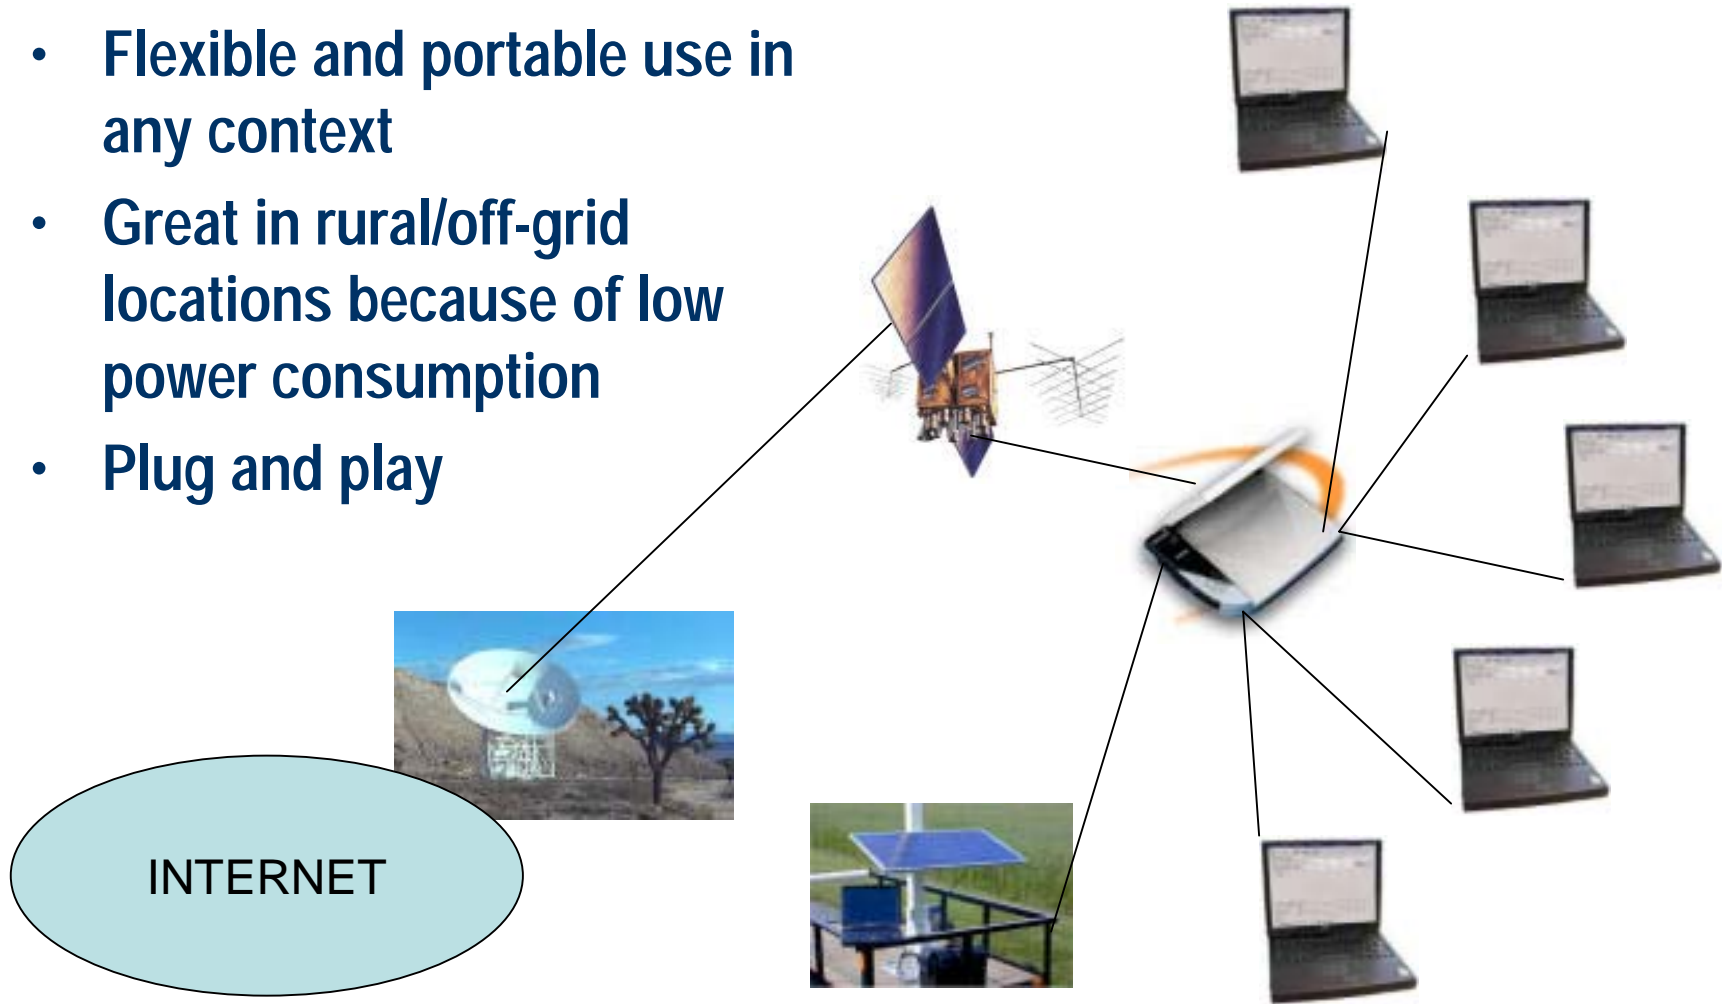 • Flexible and portable use in
any context
• Great in rural/off-grid
locations because of low
power consumption
• Plug and play
INTERNET